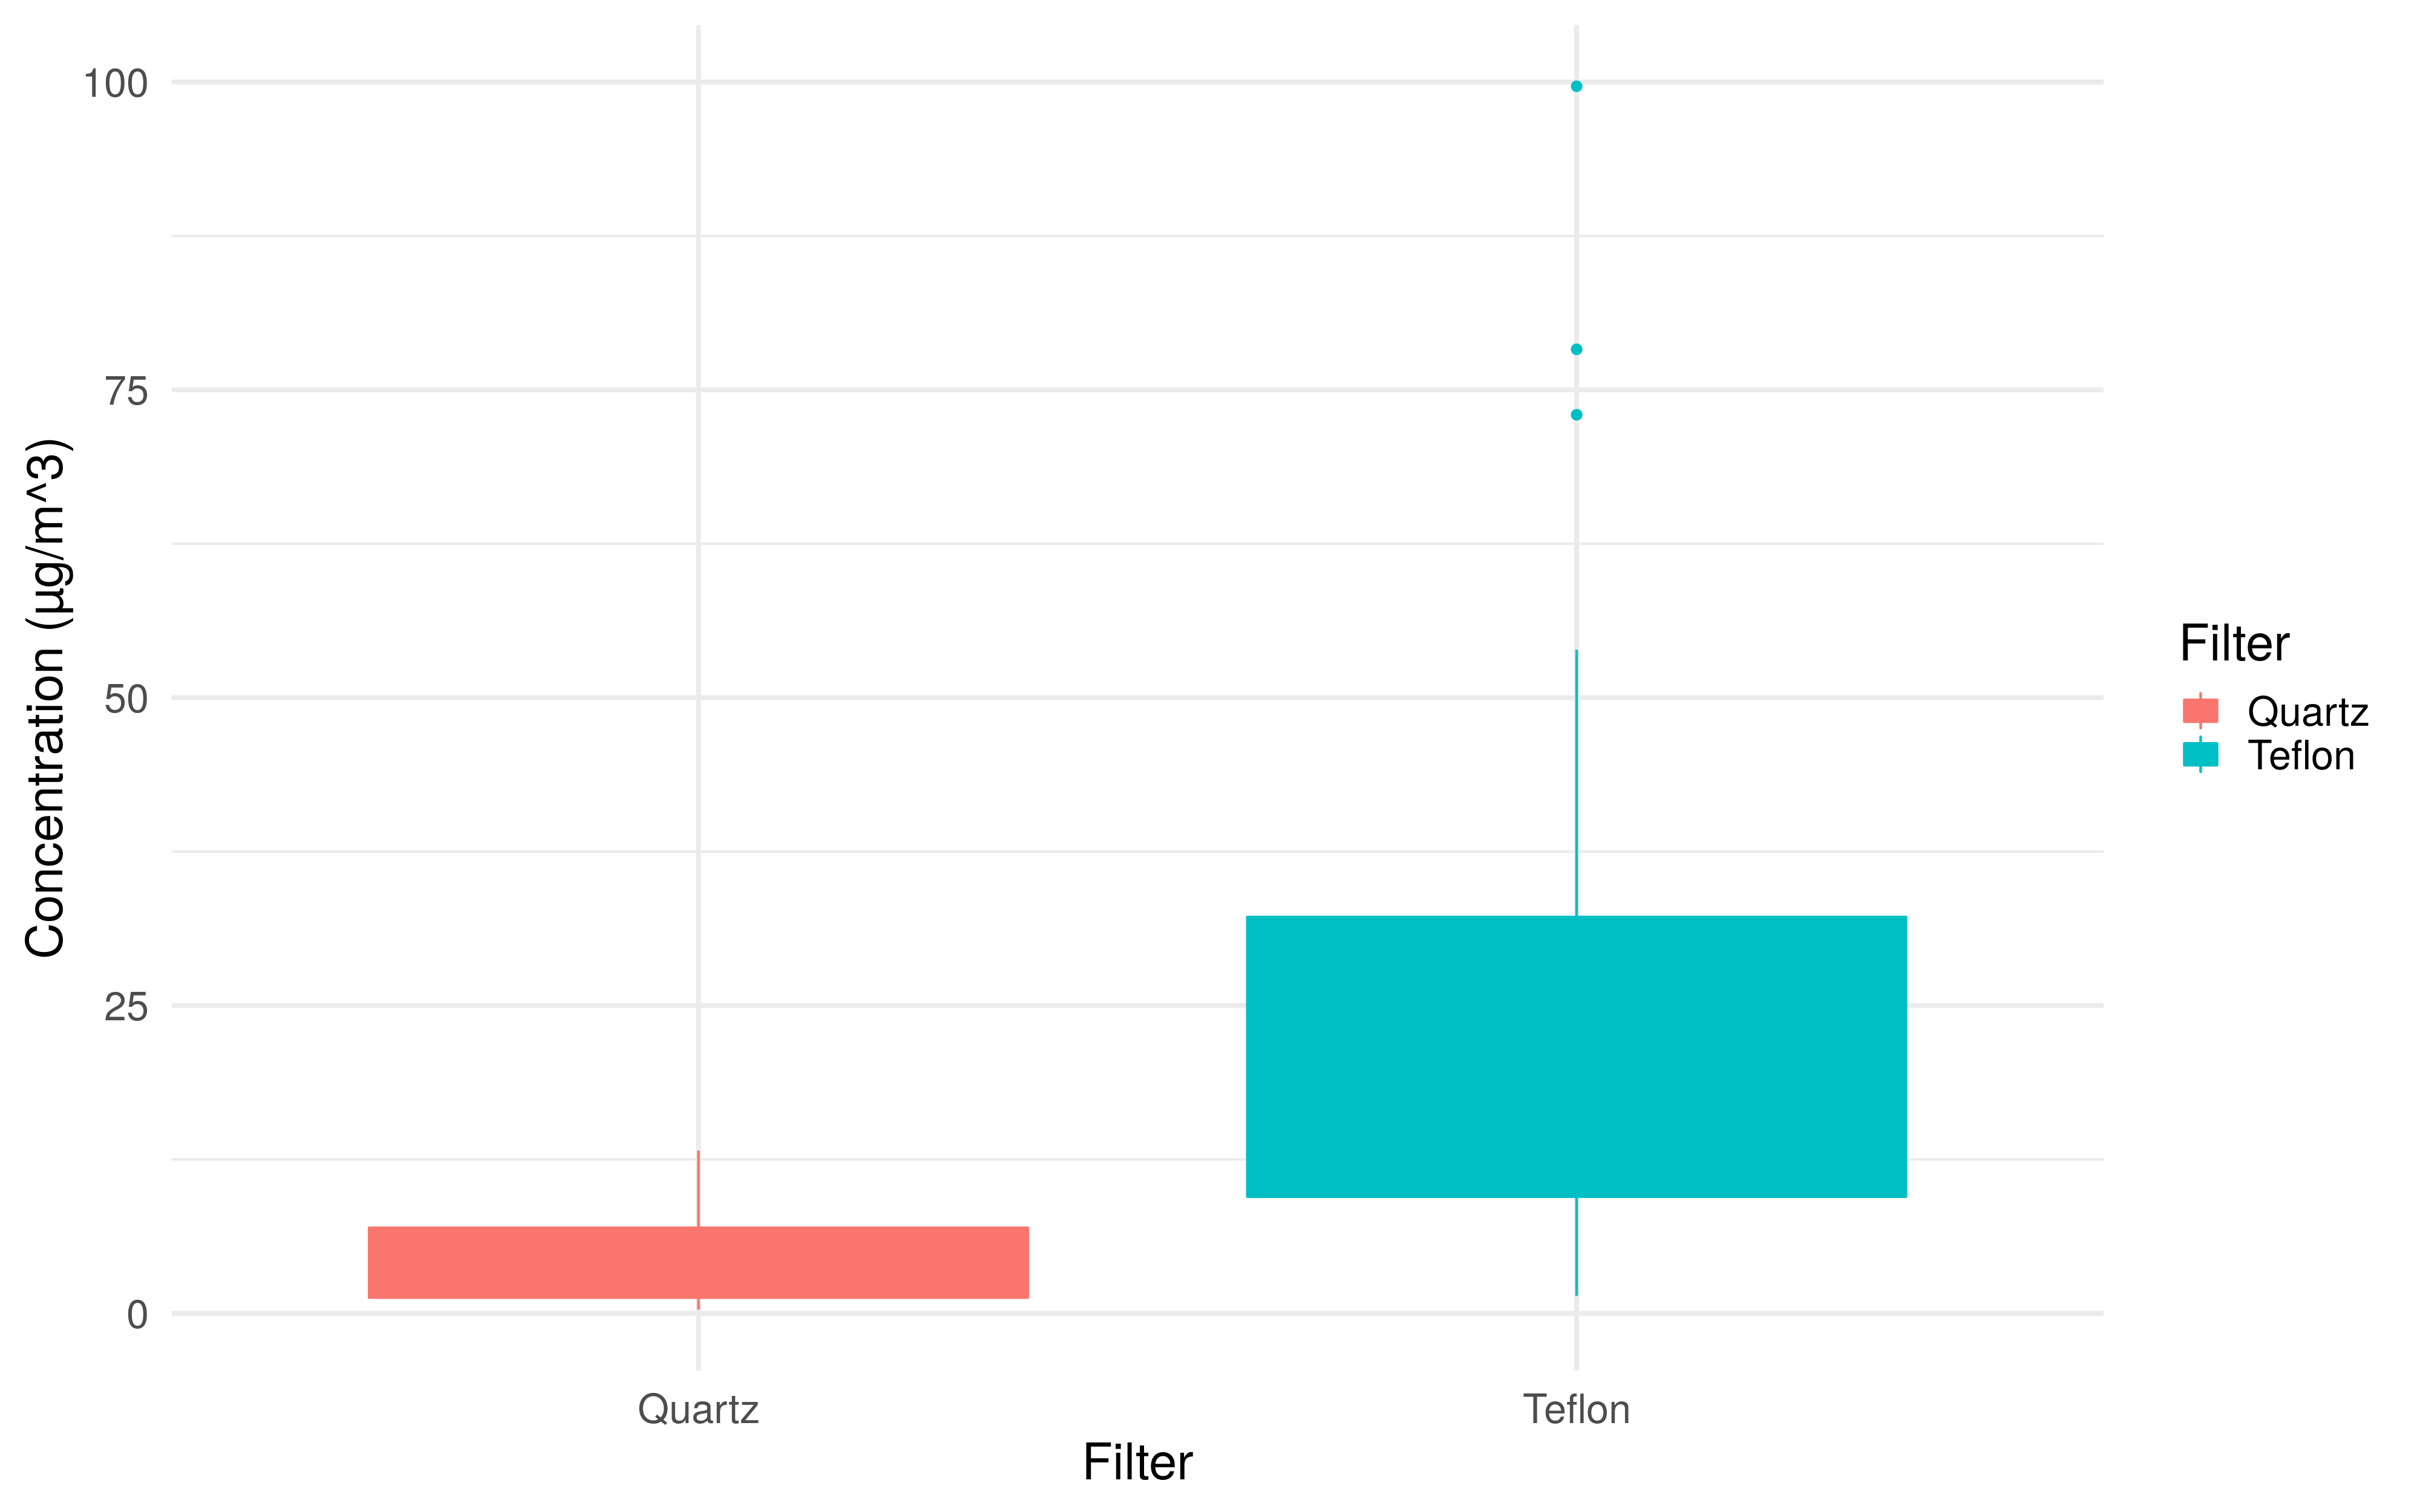 Concentration (µg/m^3)
100
75
50
25
0
Quartz
Teflon
Filter
Filter
Quartz
Teflon